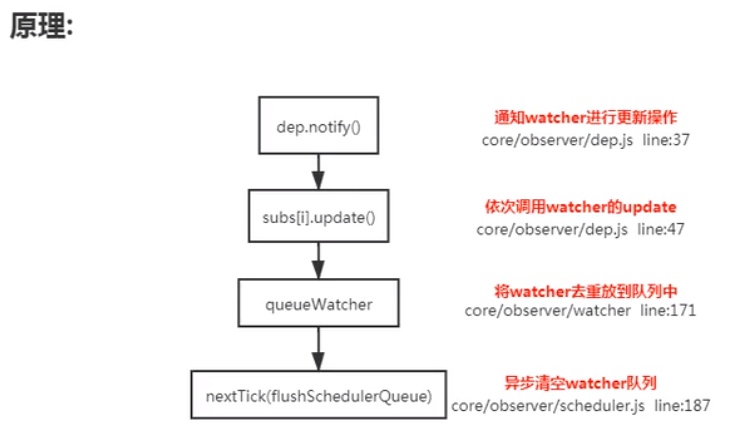 原理:
dep.notify()
通知watcher进行更新操作
core/observer/dep.js line:37
subs[i].update()
依次调用watcher的update
core/observer/dep.js line:47
queueWatcher
将watcher去重放到队列中
core/observer/watcher line:171
nextTick(flushSchedulerQueue)
异步清空watcher队列
core/observer/scheduler.js line:187